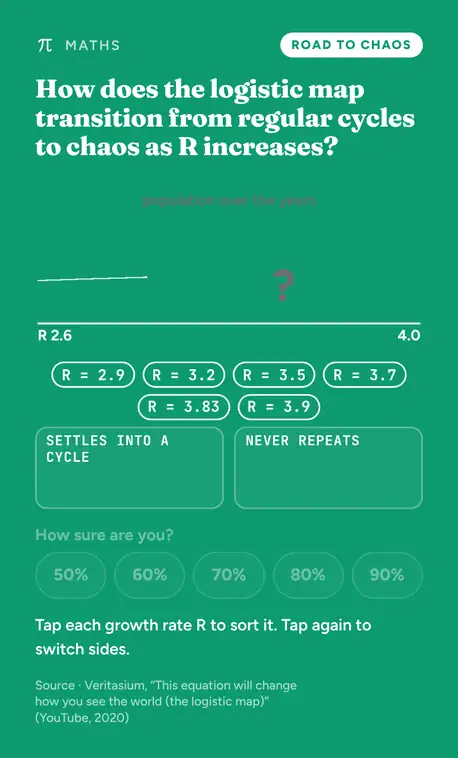 π MATHS
ROAD TO CHAOS
How does the logistic map
transition from regular cycles
to chaos as R increases?
population over the years
?
R 2.6
4.0
R = 2.9
R = 3.2
R = 3.5
R = 3.7
R = 3.83
R = 3.9
SETTLES INTO A
CYCLE
NEVER REPEATS
How sure are you?
50%
60%
70%
80%
90%
Tap each growth rate R to sort it. Tap again to
switch sides.
Source · Veritasium, “This equation will change
how you see the world (the logistic map)”
(YouTube, 2020)